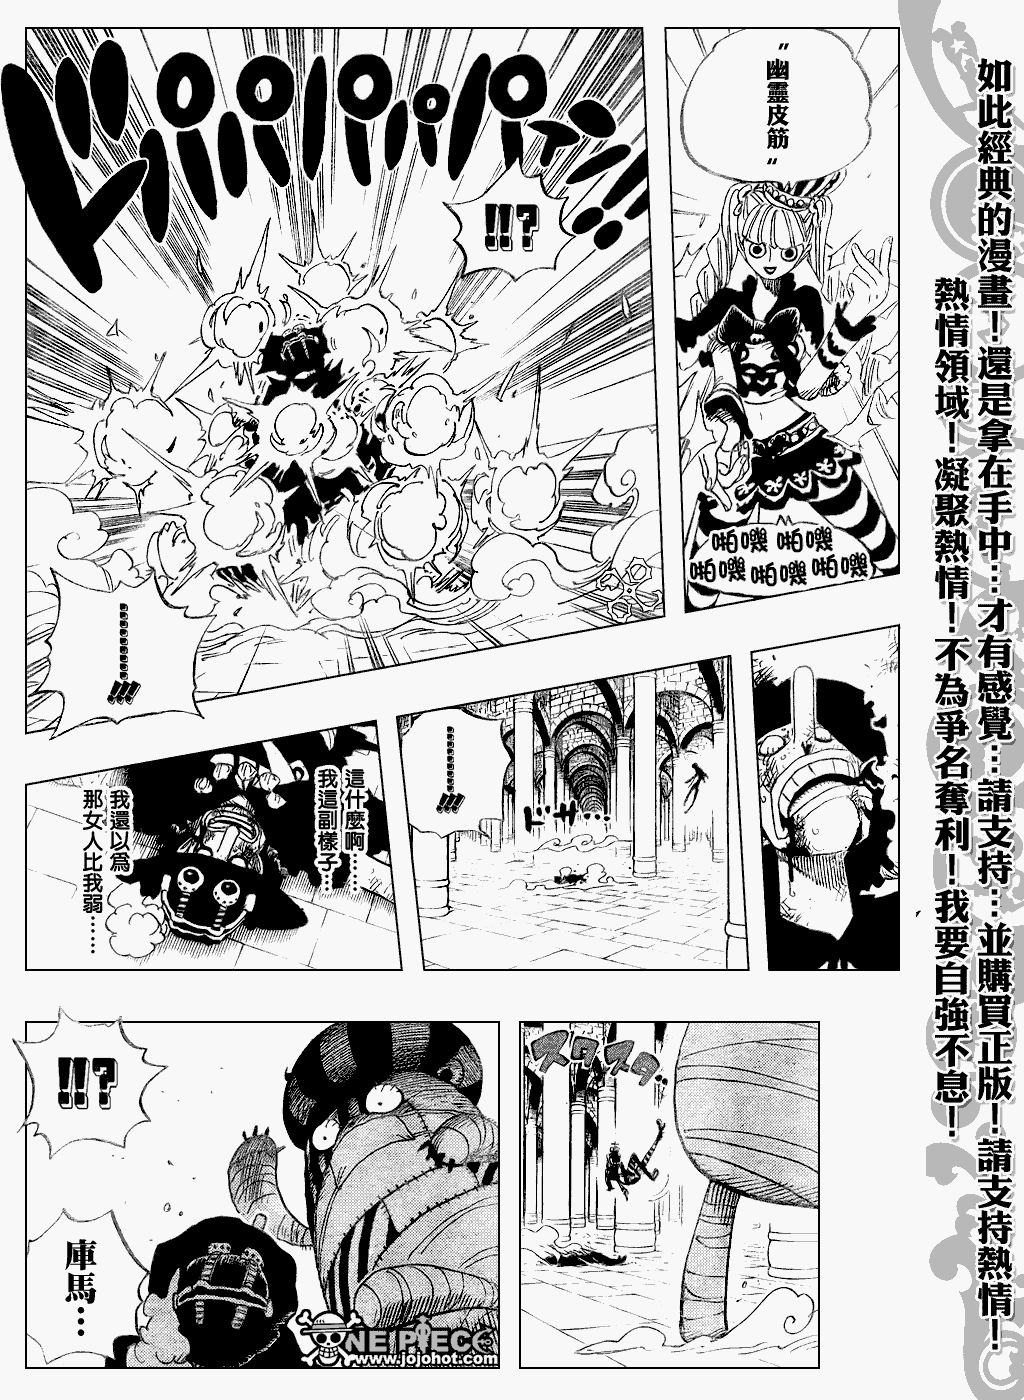 如此經典的漫畫！還是拿在手中…才有感覺…請支持…並購買正版！請支持熱情！
熱情領域！凝聚熱情！不為爭名奪利！我要自強不息！
"幽靈皮筋"
啪嘰 啪嘰
啪嘰 啪嘰 啪嘰
ドパパパパパァン!!
!!?
………!!!
………!!!
ドサ…
這什麼啊……
我這副樣子…
我還以為
那女人比我弱……
スタスタ
!!?
庫馬…
ONE PIECE
www.jojohot.com